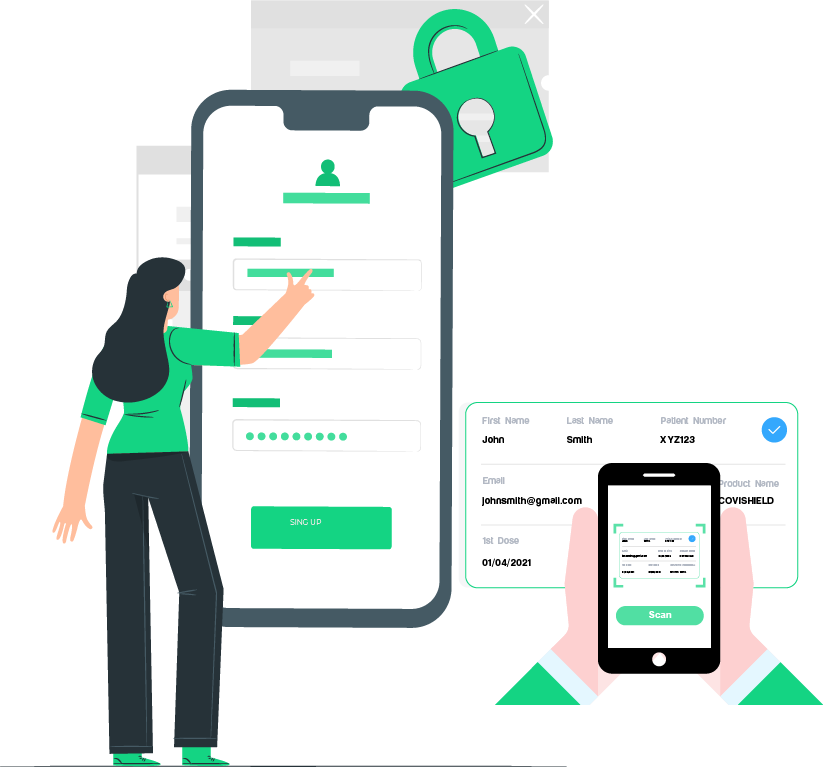 SING UP
First Name Last Name Patient Number
John Smith XYZ123
Email Product Name
johnsmith@gmail.com COVISHIELD
1st Dose
01/04/2021
Scan